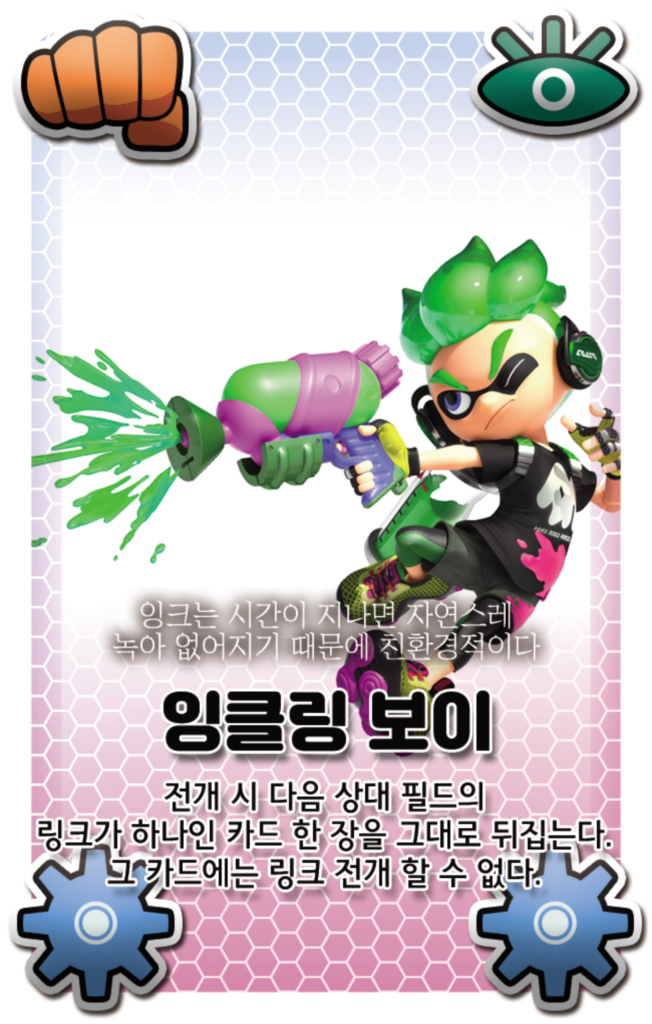 잉크는 시간이 지나면 자연스레
녹아 없어지기 때문에 친환경적이다
잉클링 보이
전개 시 다음 상대 필드의
링크가 하나인 카드 한 장을 그대로 뒤집는다.
그 카드에는 링크 전개 할 수 없다.